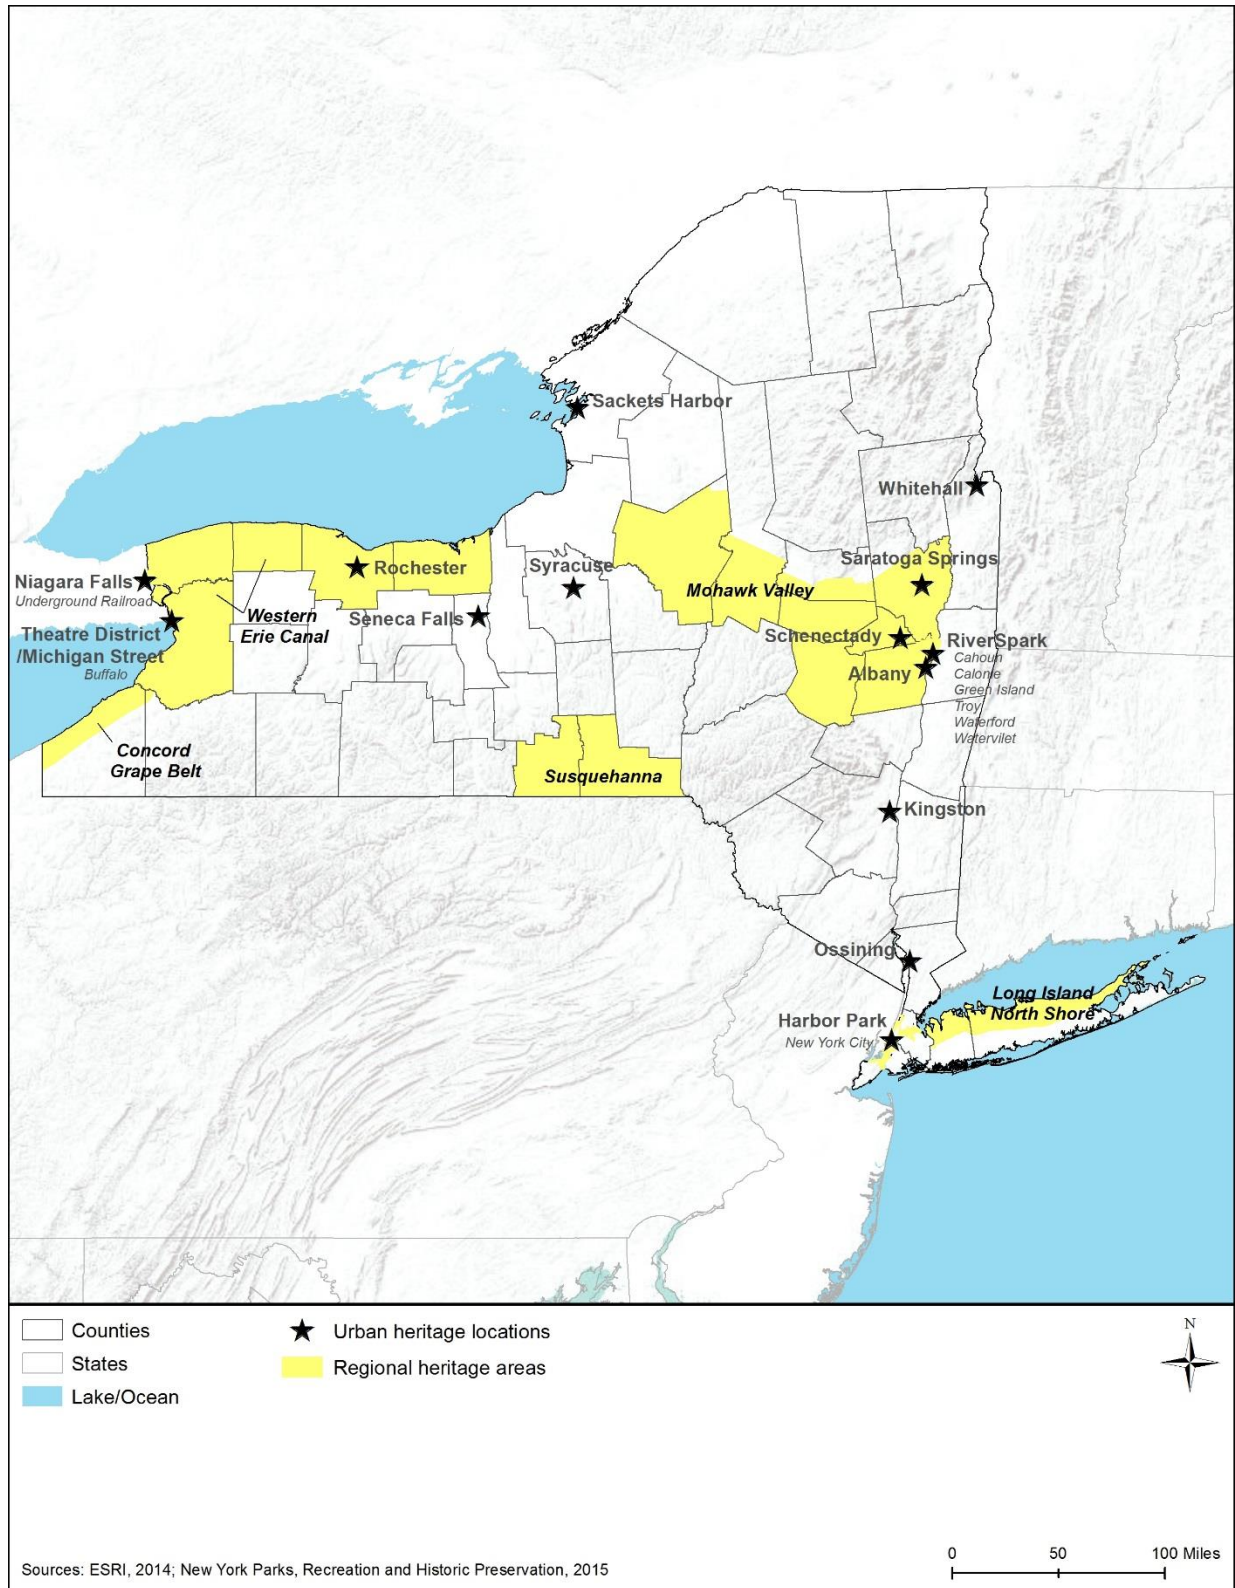 Sackets Harbor
Whitehall
Saratoga Springs
Syracuse
Rochester
Niagara Falls
Underground Railroad
Mohawk Valley
Western
Erie Canal
Seneca Falls
Theatre District
/Michigan Street
Buffalo
Schenectady
RiverSpark
Cahoun
Calonie
Green Island
Troy
Waterford
Watervilet
Albany
Concord
Grape Belt
Susquehanna
Kingston
Ossining
Long Island
North Shore
Harbor Park
New York City
Counties
States
Lake/Ocean
Urban heritage locations
Regional heritage areas
N
Sources: ESRI, 2014; New York Parks, Recreation and Historic Preservation, 2015
0 50 100 Miles